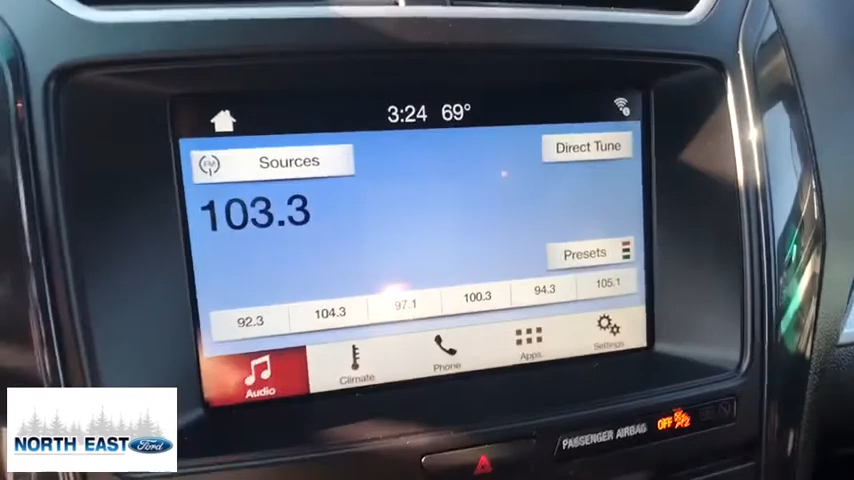 3:24 69°
FM Sources
Direct Tune
103.3
Presets
92.3 104.3 97.1 100.3 94.3 105.1
Audio Climate Phone Apps Settings
PASSENGER AIRBAG OFF
NORTH EAST Ford